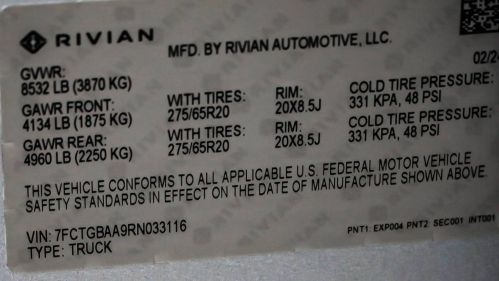 RIVIAN MFD. BY RIVIAN AUTOMOTIVE, LLC.
GVWR: 02/24
8532 LB (3870 KG)
GAWR FRONT: WITH TIRES: RIM: COLD TIRE PRESSURE:
4134 LB (1875 KG) 275/65R20 20X8.5J 331 KPA, 48 PSI
GAWR REAR: WITH TIRES: RIM: COLD TIRE PRESSURE:
4960 LB (2250 KG) 275/65R20 20X8.5J 331 KPA, 48 PSI
THIS VEHICLE CONFORMS TO ALL APPLICABLE U.S. FEDERAL MOTOR VEHICLE
SAFETY STANDARDS IN EFFECT ON THE DATE OF MANUFACTURE SHOWN ABOVE.
VIN: 7FCTGBAA9RN033116
TYPE: TRUCK PNT1: EXP004 PNT2: SEC001 INT001